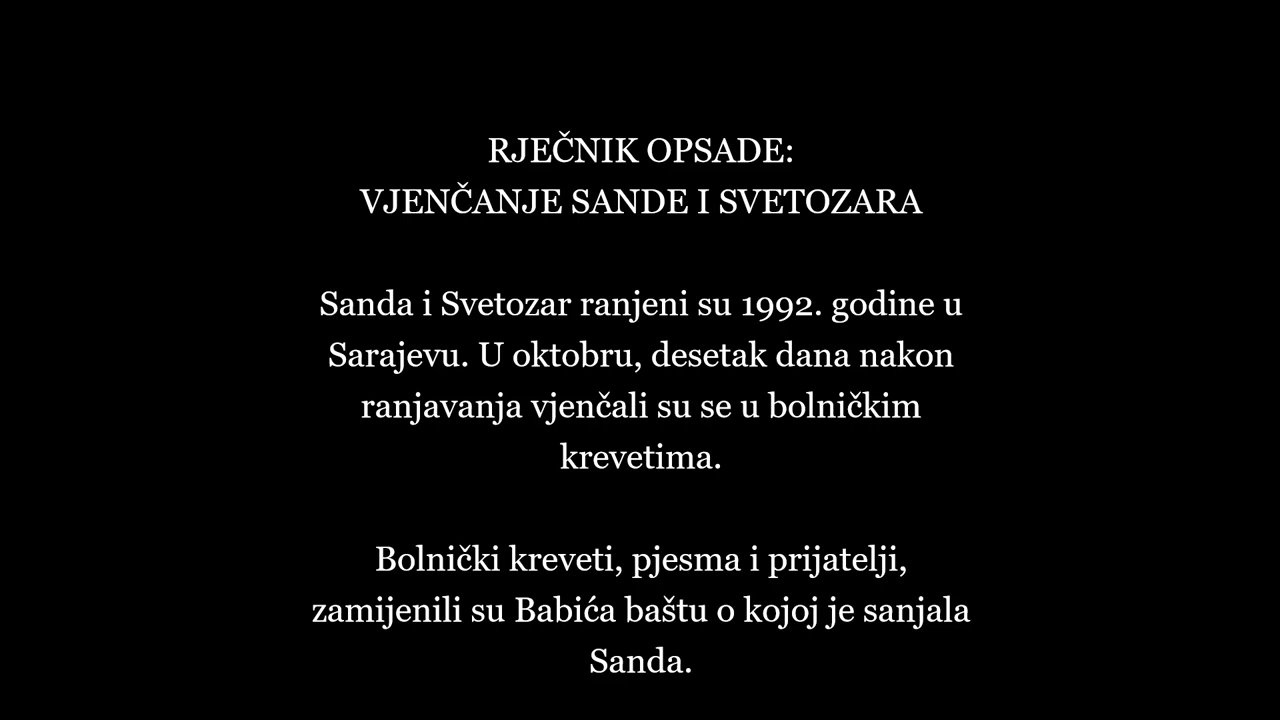 RJEČNIK OPSADE:
VJENČANJE SANDE I SVETOZARA
Sanda i Svetozar ranjeni su 1992. godine u
Sarajevu. U oktobru, desetak dana nakon
ranjavanja vjenčali su se u bolničkim
krevetima.
Bolnički kreveti, pjesma i prijatelji,
zamijenili su Babića baštu o kojoj je sanjala
Sanda.